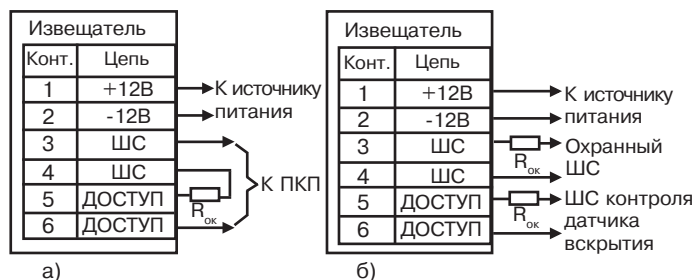 Извещатель
Конт. Цепь
1 +12В К источнику
2 -12В питания
3 ШС
4 ШС К ПКП
5 ДОСТУП
Rок
6 ДОСТУП
а)
Извещатель
Конт. Цепь
1 +12В К источнику
2 -12В питания
3 ШС Охранный
Rок
4 ШС ШС
5 ДОСТУП ШС контроля
Rок датчика
6 ДОСТУП вскрытия
б)